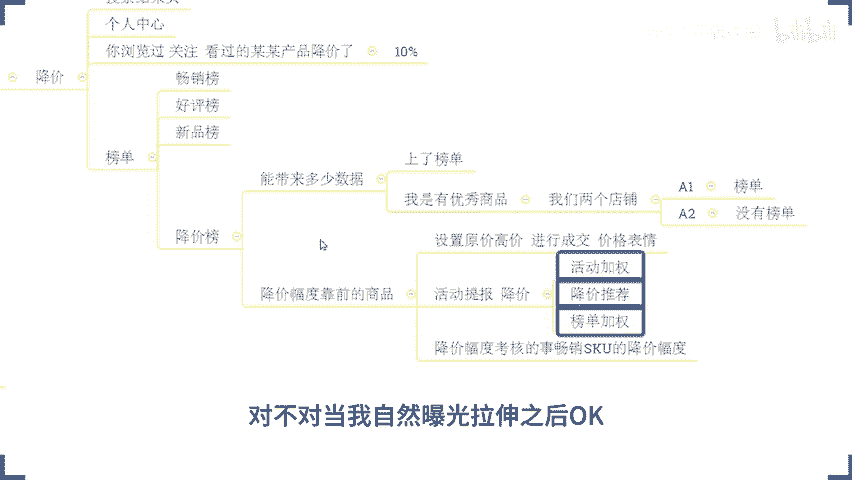 个人中心
你浏览过 关注 看过的某某产品降价了
10%
降价
畅销榜
好评榜
新品榜
榜单
上了榜单
能带来多少数据
我是有优秀商品
我们两个店铺
A1
榜单
A2
没有榜单
降价榜
设置原价高价 进行成交 价格表情
活动加权
降价幅度靠前的商品
活动提报 降价
降价推荐
榜单加权
降价幅度考核的事畅销SKU的降价幅度
对不对当我自然曝光拉伸之后OK
bilibili